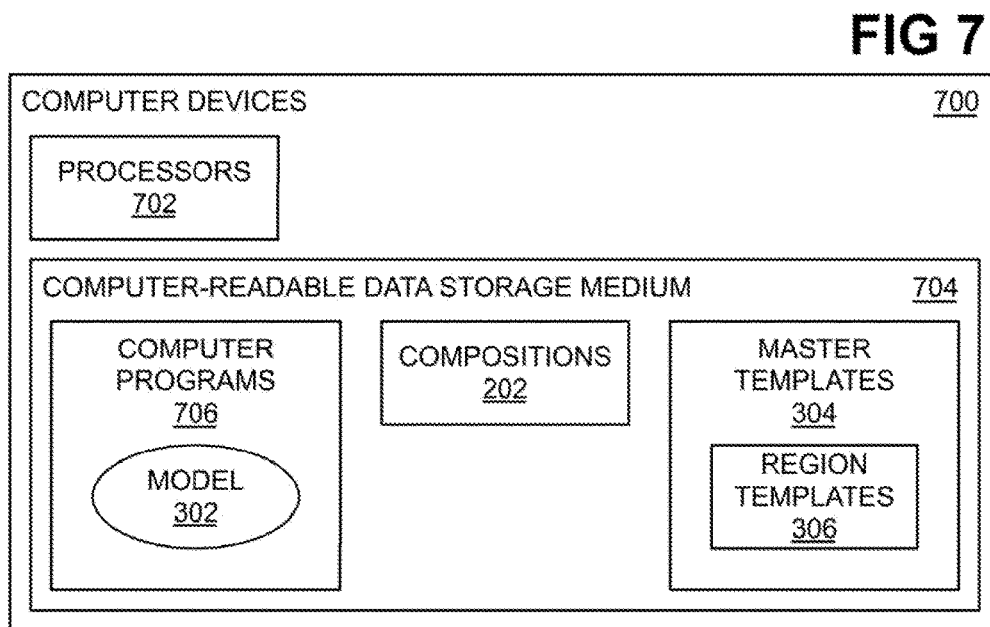 FIG 7
COMPUTER DEVICES 700
PROCESSORS
702
COMPUTER-READABLE DATA STORAGE MEDIUM 704
COMPUTER
PROGRAMS
706
MODEL
302
COMPOSITIONS
202
MASTER
TEMPLATES
304
REGION
TEMPLATES
306